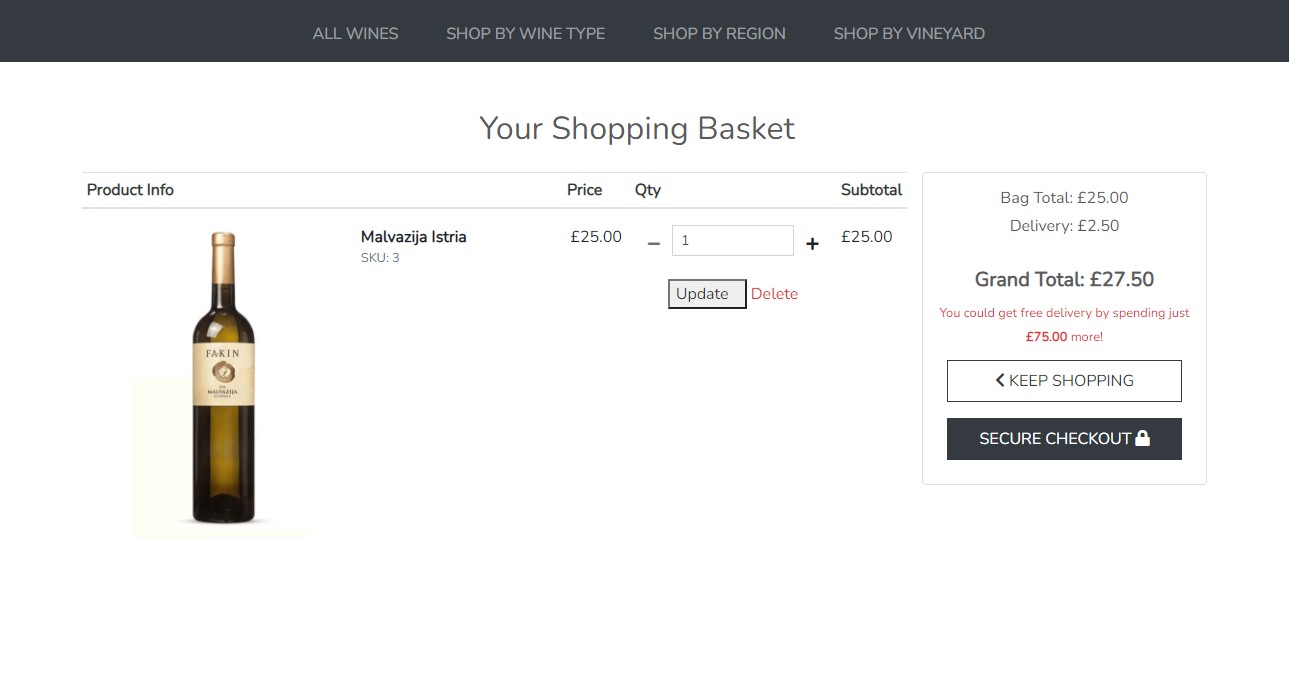 ALL WINES SHOP BY WINE TYPE SHOP BY REGION SHOP BY VINEYARD
Your Shopping Basket
Product Info Price Qty Subtotal
Malvazija Istria £25.00 1 £25.00
SKU: 3
Update Delete
FAKIN
MALVAZIJA
Bag Total: £25.00
Delivery: £2.50
Grand Total: £27.50
You could get free delivery by spending just
£75.00 more!
KEEP SHOPPING
SECURE CHECKOUT